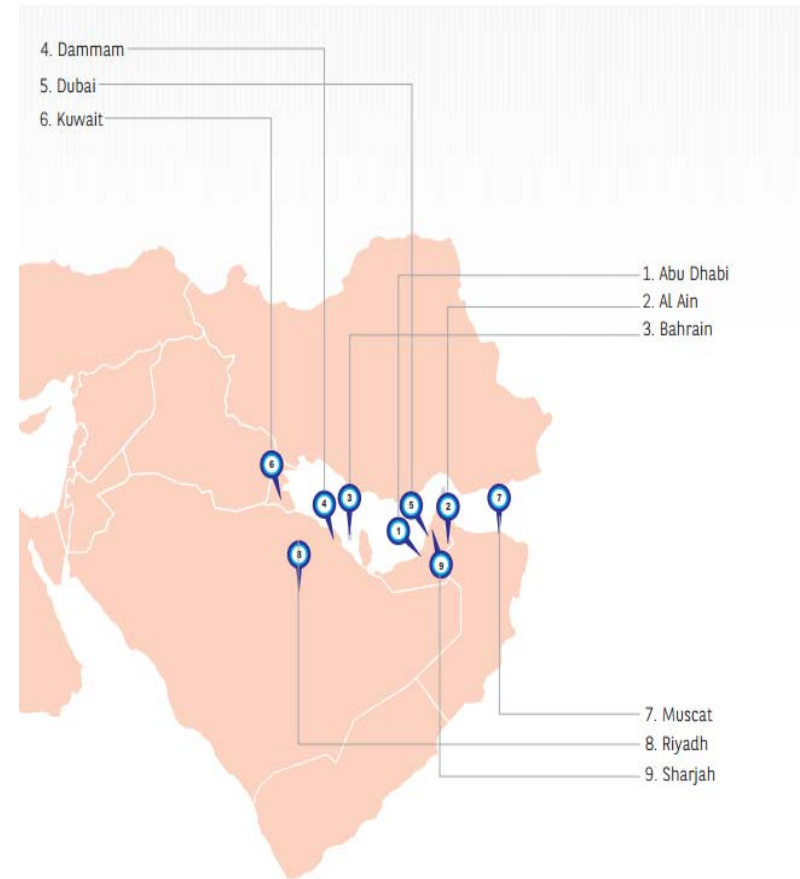 4. Dammam
5. Dubai
6. Kuwait
1. Abu Dhabi
2. Al Ain
3. Bahrain
6
4
3
5
2
7
1
8
9
7. Muscat
8. Riyadh
9. Sharjah